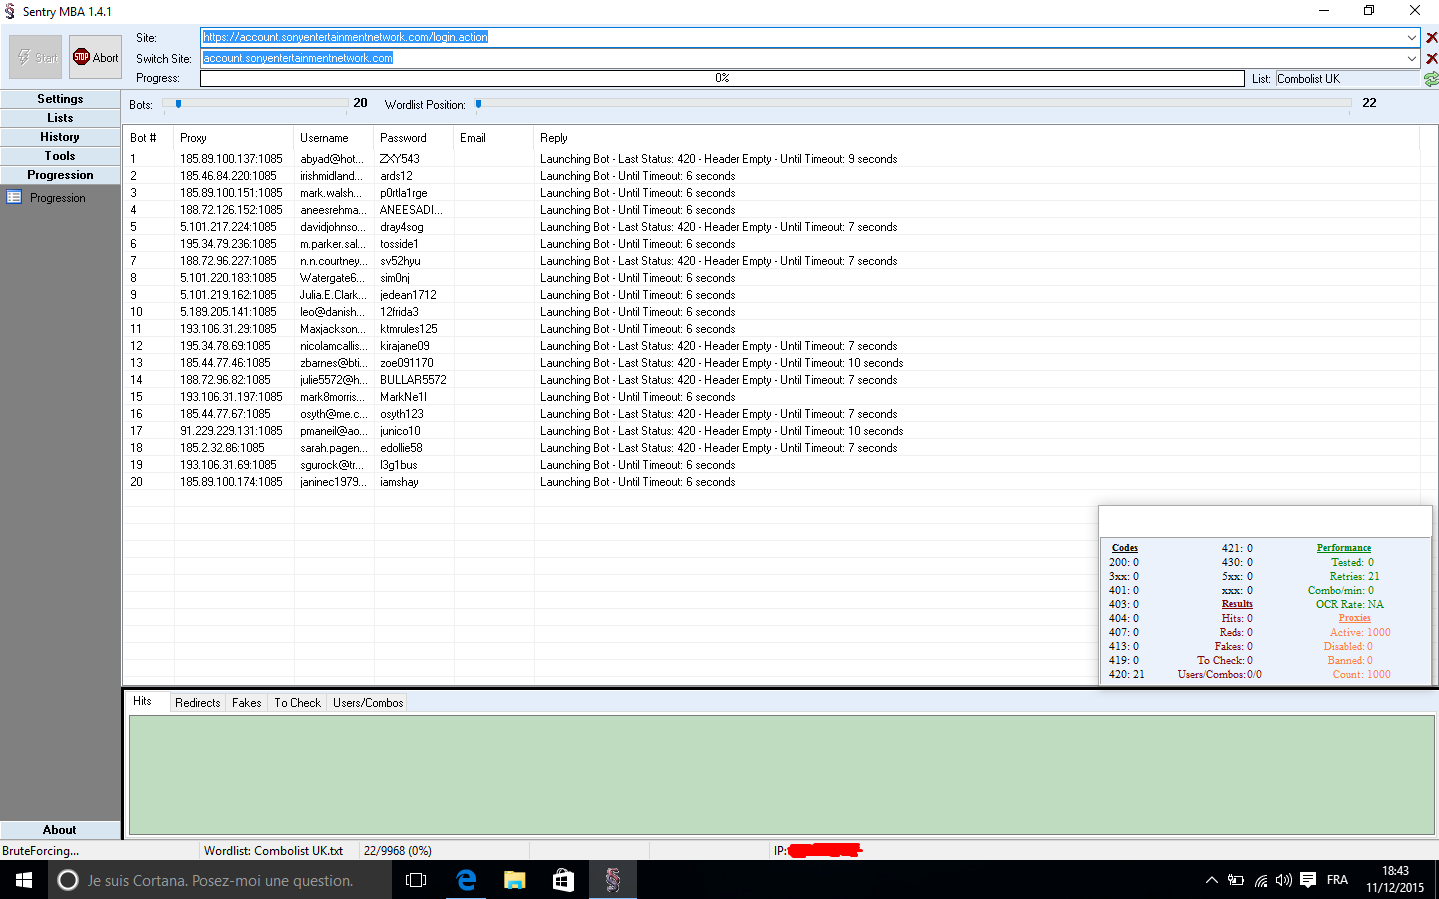 Sentry MBA 1.4.1
Start
STOP Abort
Site: https://account.sonyentertainmentnetwork.com/login.action
Switch Site: account.sonyentertainmentnetwork.com
Progress: 0% List: Combolist UK
Settings
Lists
History
Tools
Progression
Progression
About
Bots: 20 Wordlist Position: 22
Bot # Proxy Username Password Email Reply
1 185.89.100.137:1085 abyad@hot... ZXY543 Launching Bot - Last Status: 420 - Header Empty - Until Timeout: 9 seconds
2 185.46.84.220:1085 irishmidland... ards12 Launching Bot - Until Timeout: 6 seconds
3 185.89.100.151:1085 mark.walsh... p0rtla1rge Launching Bot - Until Timeout: 6 seconds
4 188.72.126.152:1085 aneesrehma... ANEESADI... Launching Bot - Until Timeout: 6 seconds
5 5.101.217.224:1085 davidjohnso... dray4sog Launching Bot - Last Status: 420 - Header Empty - Until Timeout: 7 seconds
6 195.34.79.236:1085 m.parker.sal... tosside1 Launching Bot - Until Timeout: 6 seconds
7 188.72.96.227:1085 n.n.courtney... sv52hyu Launching Bot - Last Status: 420 - Header Empty - Until Timeout: 7 seconds
8 5.101.220.183:1085 Watergate6... sim0nj Launching Bot - Until Timeout: 6 seconds
9 5.101.219.162:1085 Julia.E.Clark... jedean1712 Launching Bot - Until Timeout: 6 seconds
10 5.189.205.141:1085 leo@danish... 12frida3 Launching Bot - Until Timeout: 6 seconds
11 193.106.31.29:1085 Maxjackson... ktmrules125 Launching Bot - Until Timeout: 6 seconds
12 195.34.78.69:1085 nicolamcallis... kirajane09 Launching Bot - Last Status: 420 - Header Empty - Until Timeout: 7 seconds
13 185.44.77.46:1085 zbarnes@bti... zoe091170 Launching Bot - Last Status: 420 - Header Empty - Until Timeout: 10 seconds
14 188.72.96.82:1085 julie5572@h... BULLAR5572 Launching Bot - Last Status: 420 - Header Empty - Until Timeout: 7 seconds
15 193.106.31.197:1085 mark8morris... MarkNe1l Launching Bot - Until Timeout: 6 seconds
16 185.44.77.67:1085 osyth@me.c... osyth123 Launching Bot - Last Status: 420 - Header Empty - Until Timeout: 7 seconds
17 91.229.229.131:1085 pmaneil@ao... junico10 Launching Bot - Last Status: 420 - Header Empty - Until Timeout: 10 seconds
18 185.2.32.86:1085 sarah.pagen... edollie58 Launching Bot - Last Status: 420 - Header Empty - Until Timeout: 7 seconds
19 193.106.31.69:1085 sgurock@tr... l3g1bus Launching Bot - Until Timeout: 6 seconds
20 185.89.100.174:1085 janinec1979... iamshay Launching Bot - Until Timeout: 6 seconds
Codes 421: 0 Performance
200: 0 430: 0 Tested: 0
3xx: 0 5xx: 0 Retries: 21
401: 0 xxx: 0 Combo/min: 0
403: 0 Results OCR Rate: NA
404: 0 Hits: 0 Proxies
407: 0 Reds: 0 Active: 1000
413: 0 Fakes: 0 Disabled: 0
419: 0 To Check: 0 Banned: 0
420: 21 Users/Combos: 0/0 Count: 1000
Hits Redirects Fakes To Check Users/Combos
BruteForcing... Wordlist: Combolist UK.txt 22/9968 (0%) IP:
Je suis Cortana. Posez-moi une question.
FRA
18:43
11/12/2015